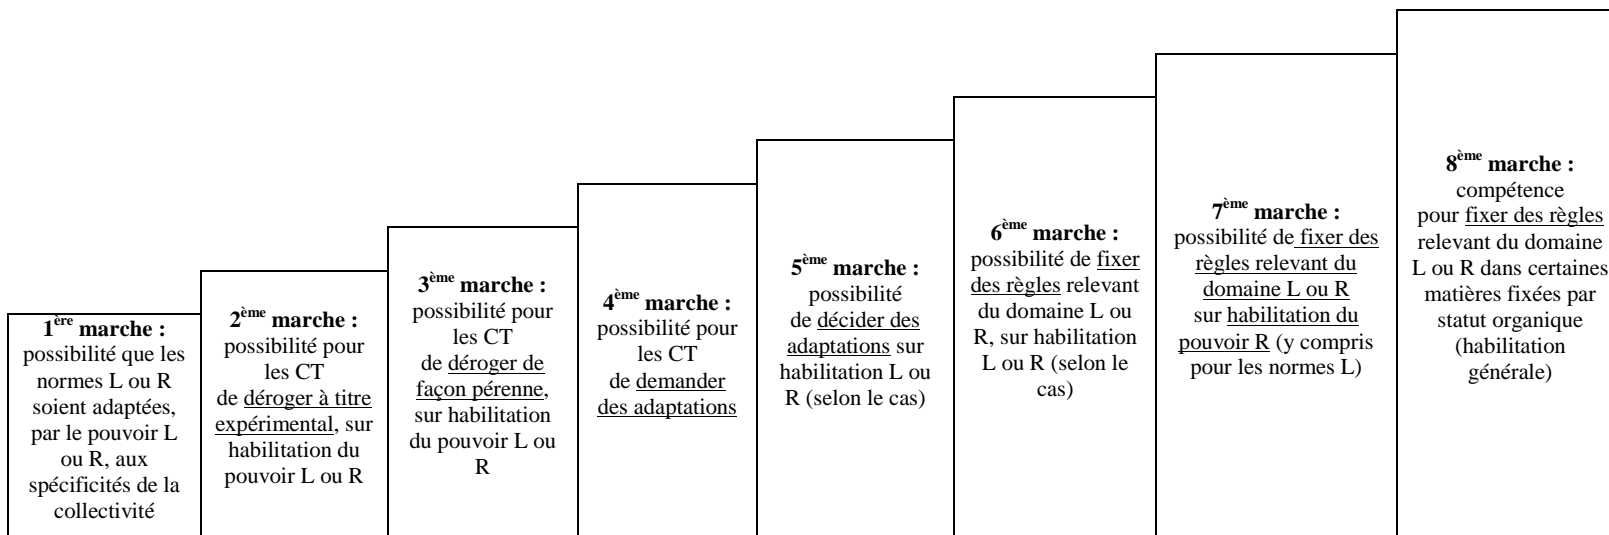 1ère marche :
possibilité que les
normes L ou R
soient adaptées,
par le pouvoir L
ou R, aux
spécificités de la
collectivité
2ème marche :
possibilité pour
les CT
de déroger à titre
expérimental, sur
habilitation du
pouvoir L ou R
3ème marche :
possibilité pour
les CT
de déroger de
façon pérenne,
sur habilitation
du pouvoir L ou
R
4ème marche :
possibilité pour
les CT
de demander
des adaptations
5ème marche :
possibilité
de décider des
adaptations sur
habilitation L ou
R (selon le cas)
6ème marche :
possibilité de fixer
des règles relevant
du domaine L ou
R, sur habilitation
L ou R (selon le
cas)
7ème marche :
possibilité de fixer des
règles relevant du
domaine L ou R
sur habilitation du
pouvoir R (y compris
pour les normes L)
8ème marche :
compétence
pour fixer des règles
relevant du domaine
L ou R dans certaines
matières fixées par
statut organique
(habilitation
générale)